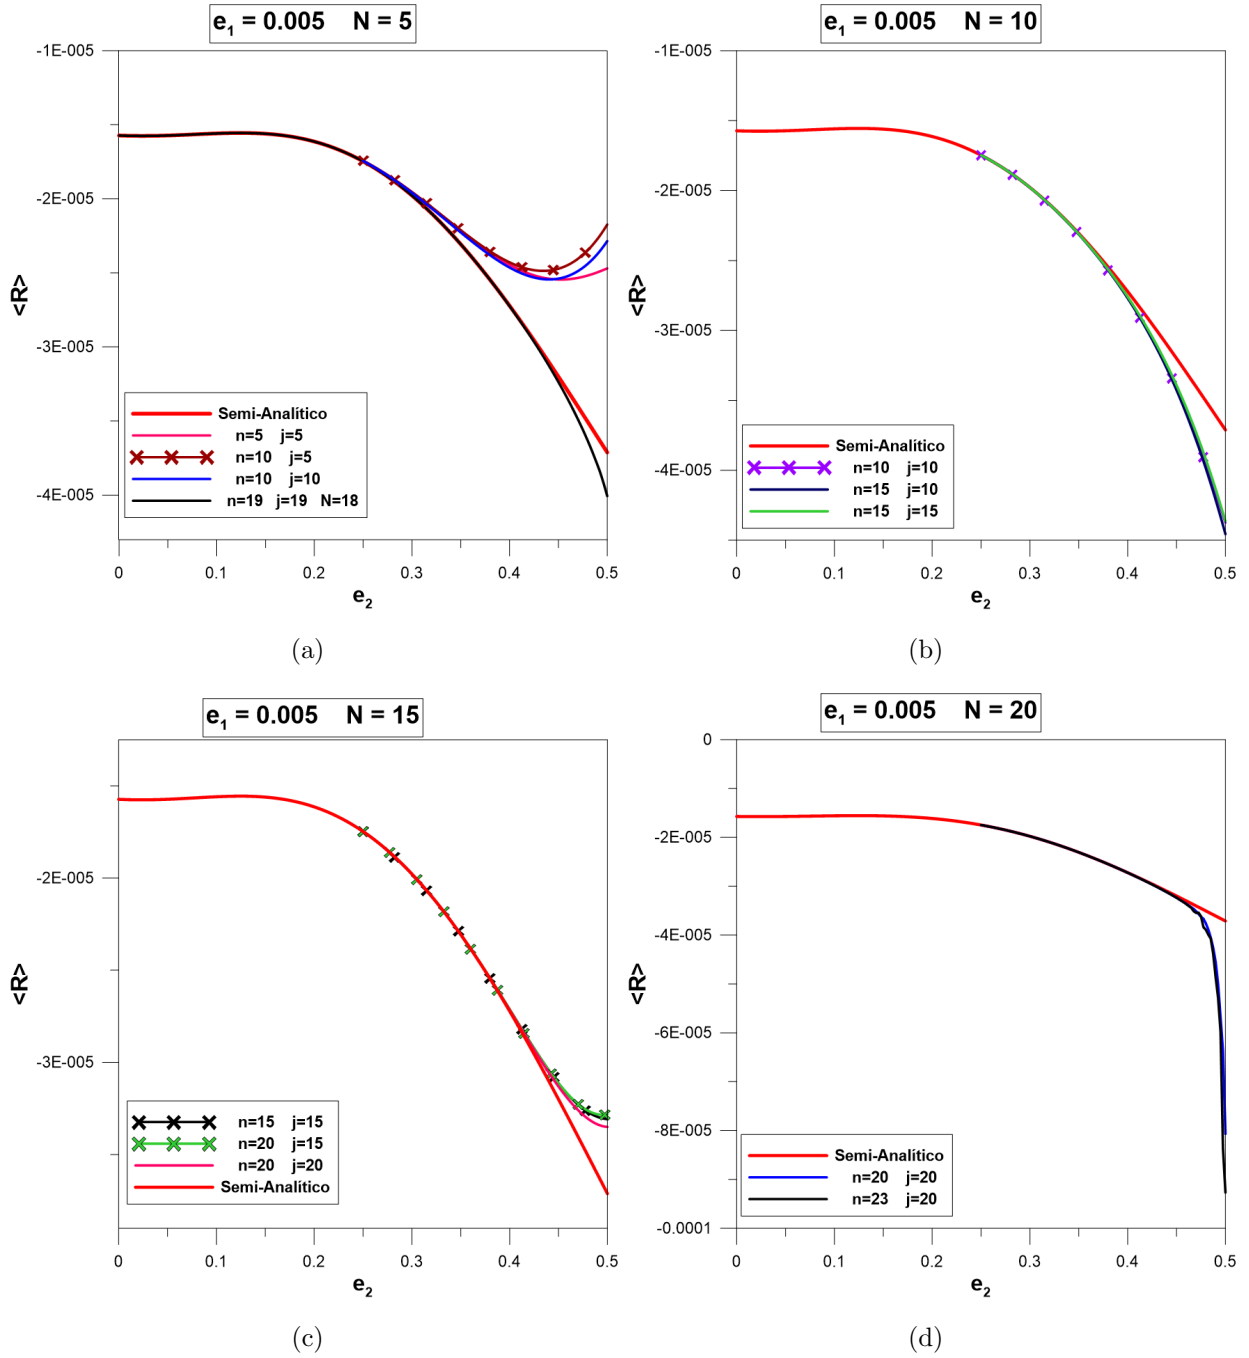 e₁ = 0.005 N = 5
-1E-005
-2E-005
-3E-005
-4E-005
<R>
Semi-Analítico
n=5 j=5
n=10 j=5
n=10 j=10
n=19 j=19 N=18
0 0.1 0.2 0.3 0.4 0.5
e₂
(a)
e₁ = 0.005 N = 10
-1E-005
-2E-005
-3E-005
-4E-005
<R>
Semi-Analítico
n=10 j=10
n=15 j=10
n=15 j=15
0 0.1 0.2 0.3 0.4 0.5
e₂
(b)
e₁ = 0.005 N = 15
-2E-005
-3E-005
<R>
n=15 j=15
n=20 j=15
n=20 j=20
Semi-Analítico
0 0.1 0.2 0.3 0.4 0.5
e₂
(c)
e₁ = 0.005 N = 20
0
-2E-005
-4E-005
-6E-005
-8E-005
-0.0001
<R>
Semi-Analítico
n=20 j=20
n=23 j=20
0 0.1 0.2 0.3 0.4 0.5
e₂
(d)